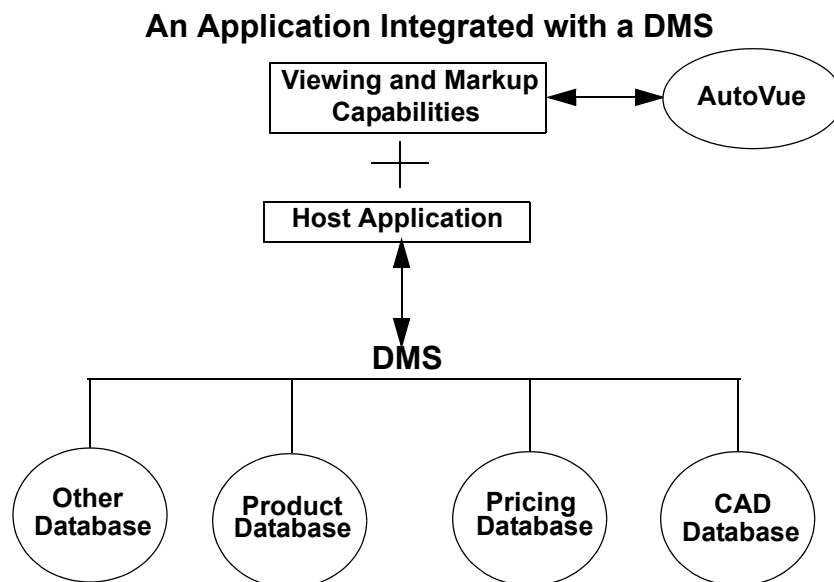 An Application Integrated with a DMS
Viewing and Markup
Capabilities
AutoVue
Host Application
DMS
Other
Database
Product
Database
Pricing
Database
CAD
Database